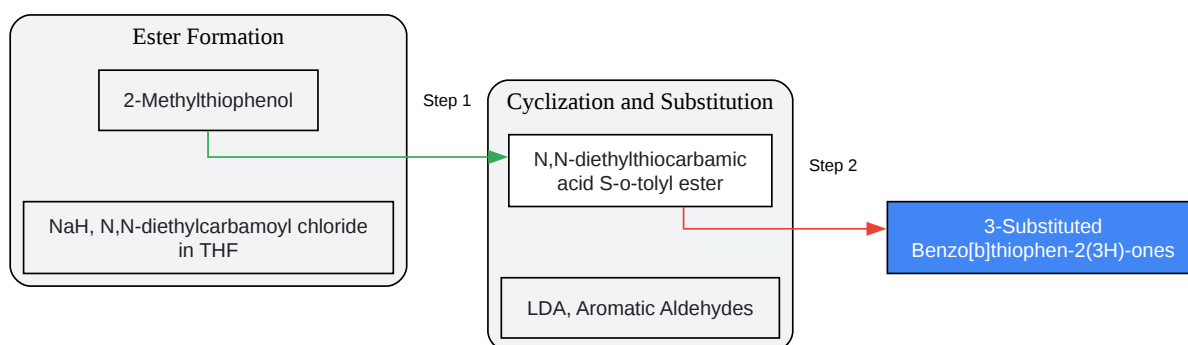 Ester Formation
2-Methylthiophenol
NaH, N,N-diethylcarbamoyl chloride
in THF
Step 1
Cyclization and Substitution
N,N-diethylthiocarbamic
acid S-o-tolyl ester
LDA, Aromatic Aldehydes
Step 2
3-Substituted
Benzo[b]thiophen-2(3H)-ones